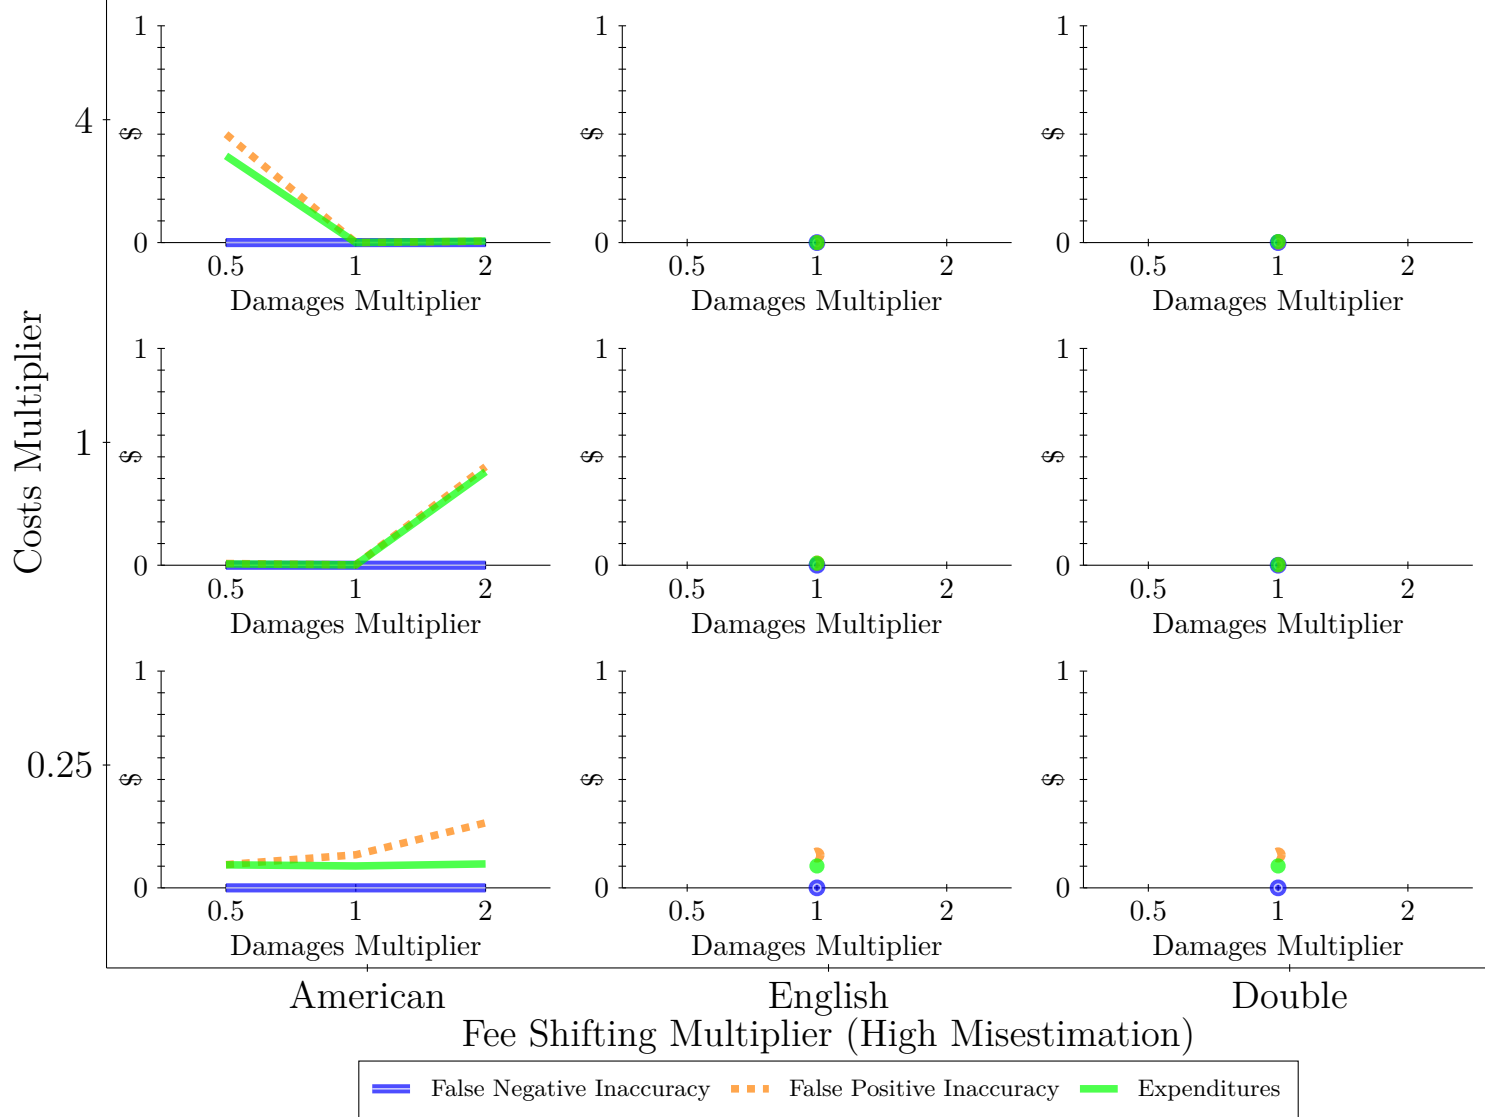 1
$
0
0.5 1 2
Damages Multiplier
1
$
0
0.5 1 2
Damages Multiplier
1
$
0
0.5 1 2
Damages Multiplier
4
1
$
0
0.5 1 2
Damages Multiplier
1
$
0
0.5 1 2
Damages Multiplier
1
$
0
0.5 1 2
Damages Multiplier
1
Costs Multiplier
1
$
0
0.5 1 2
Damages Multiplier
1
$
0
0.5 1 2
Damages Multiplier
1
$
0
0.5 1 2
Damages Multiplier
0.25
American English Double
Fee Shifting Multiplier (High Misestimation)
False Negative Inaccuracy False Positive Inaccuracy Expenditures